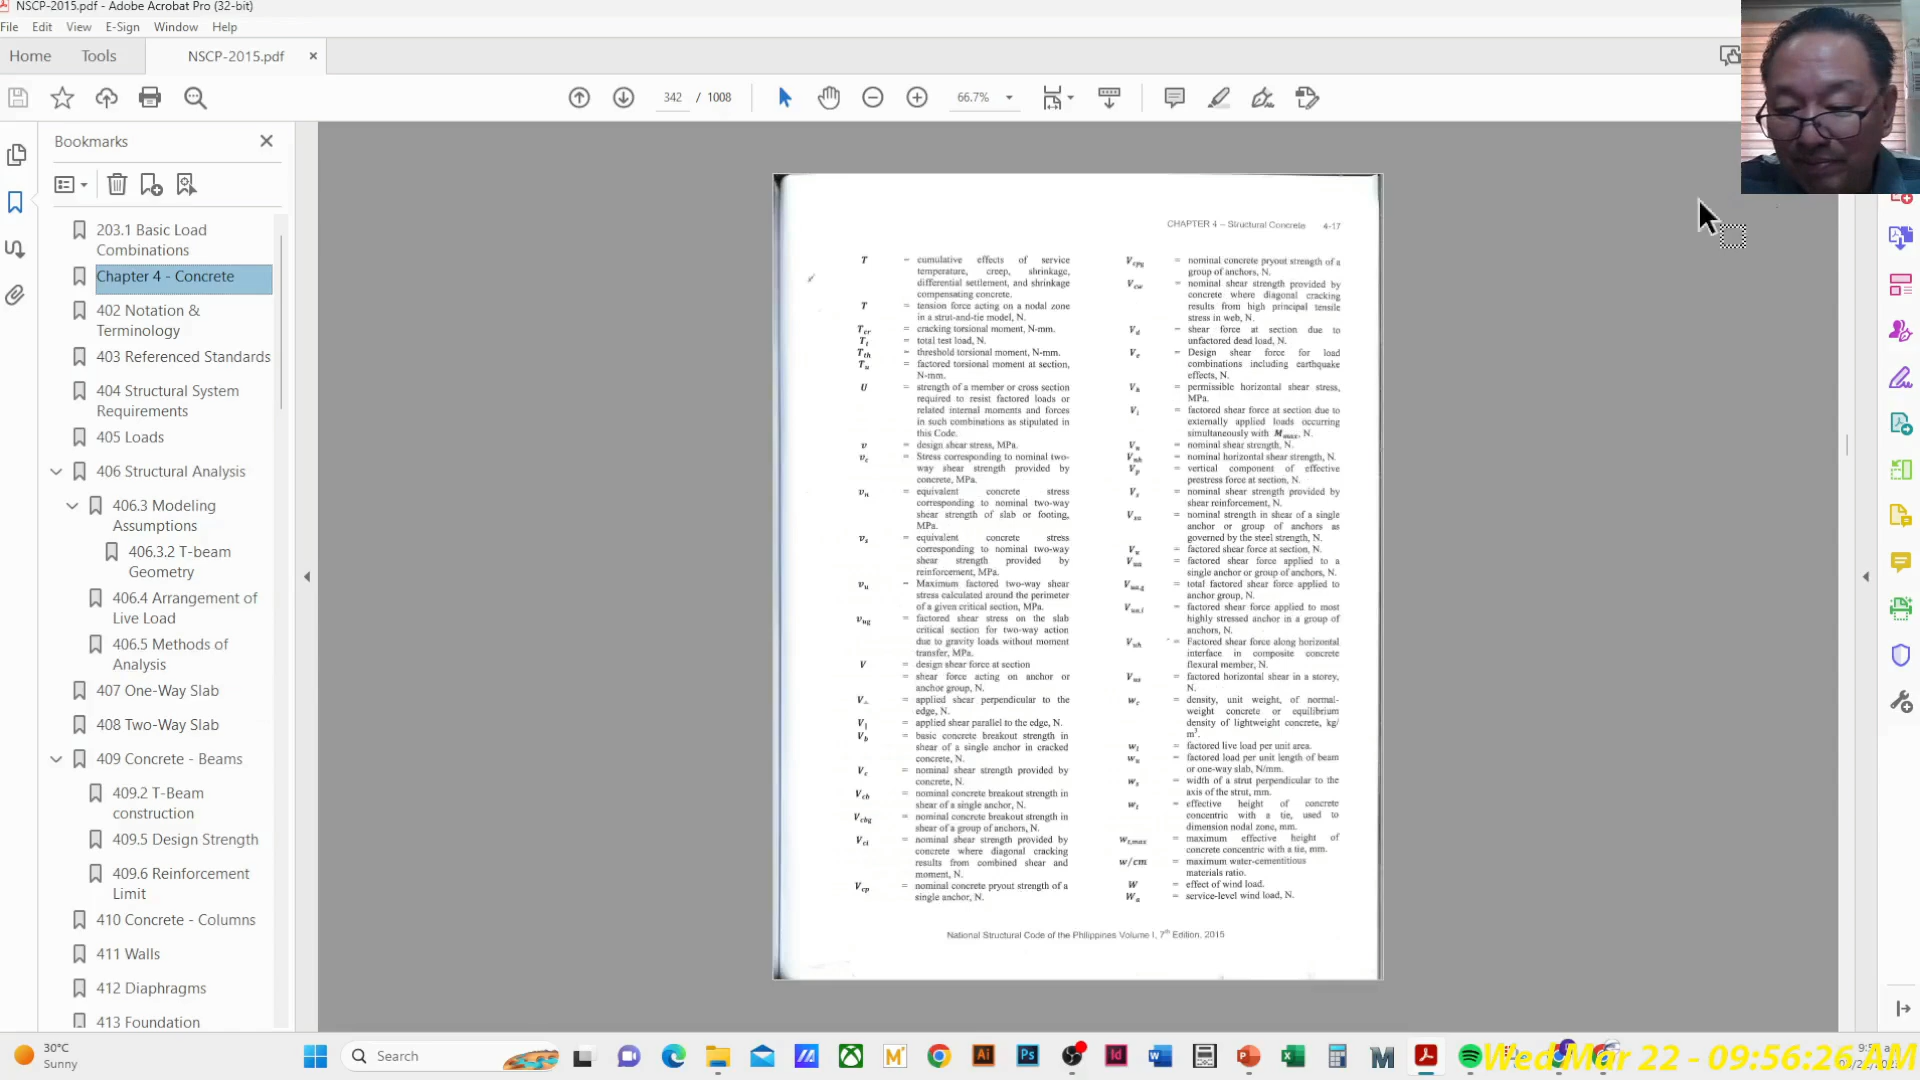 NSCP-2015.pdf - Adobe Acrobat Pro (32-bit)
File Edit View E-Sign Window Help
Home Tools NSCP-2015.pdf ×
342 / 1008 66.7%
Bookmarks
203.1 Basic Load
Combinations
Chapter 4 - Concrete
402 Notation &
Terminology
403 Referenced Standards
404 Structural System
Requirements
405 Loads
406 Structural Analysis
406.3 Modeling
Assumptions
406.3.2 T-beam
Geometry
406.4 Arrangement of
Live Load
406.5 Methods of
Analysis
407 One-Way Slab
408 Two-Way Slab
409 Concrete - Beams
409.2 T-Beam
construction
409.5 Design Strength
409.6 Reinforcement
Limit
410 Concrete - Columns
411 Walls
412 Diaphragms
413 Foundation
CHAPTER 4 – Structural Concrete 4-17
T = cumulative effects of service
temperature, creep, shrinkage,
differential settlement, and shrinkage
compensating concrete.
T = tension force acting on a nodal zone
in a strut-and-tie model, N.
Tcr = cracking torsional moment, N-mm.
Tt = total test load, N.
Tth = threshold torsional moment, N-mm.
Tu = factored torsional moment at section,
N-mm.
U = strength of a member or cross section
required to resist factored loads or
related internal moments and forces
in such combinations as stipulated in
this Code.
v = design shear stress, MPa.
vc = Stress corresponding to nominal two-
way shear strength provided by
concrete, MPa.
vn = equivalent concrete stress
corresponding to nominal two-way
shear strength of slab or footing,
MPa.
vs = equivalent concrete stress
corresponding to nominal two-way
shear strength provided by
reinforcement, MPa.
vu = Maximum factored two-way shear
stress calculated around the perimeter
of a given critical section, MPa.
vug = factored shear stress on the slab
critical section for two-way action
due to gravity loads without moment
transfer, MPa.
V = design shear force at section
= shear force acting on anchor or
anchor group, N.
V⊥ = applied shear perpendicular to the
edge, N.
V∥ = applied shear parallel to the edge, N.
Vb = basic concrete breakout strength in
shear of a single anchor in cracked
concrete, N.
Vc = nominal shear strength provided by
concrete, N.
Vcb = nominal concrete breakout strength in
shear of a single anchor, N.
Vcbg = nominal concrete breakout strength in
shear of a group of anchors, N.
Vci = nominal shear strength provided by
concrete where diagonal cracking
results from combined shear and
moment, N.
Vcp = nominal concrete pryout strength of a
single anchor, N.
Vcpg = nominal concrete pryout strength of a
group of anchors, N.
Vcw = nominal shear strength provided by
concrete where diagonal cracking
results from high principal tensile
stress in web, N.
Vd = shear force at section due to
unfactored dead load, N.
Ve = Design shear force for load
combinations including earthquake
effects, N.
Vh = permissible horizontal shear stress,
MPa.
Vi = factored shear force at section due to
externally applied loads occurring
simultaneously with Mmax, N.
Vn = nominal shear strength, N.
Vnh = nominal horizontal shear strength, N.
Vp = vertical component of effective
prestress force at section, N.
Vs = nominal shear strength provided by
shear reinforcement, N.
Vsa = nominal strength in shear of a single
anchor or group of anchors as
governed by the steel strength, N.
Vu = factored shear force at section, N.
Vua = factored shear force applied to a
single anchor or group of anchors, N.
Vua,g = total factored shear force applied to
anchor group, N.
Vua,i = factored shear force applied to most
highly stressed anchor in a group of
anchors, N.
Vuh = Factored shear force along horizontal
interface in composite concrete
flexural member, N.
Vus = factored horizontal shear in a storey,
N.
wc = density, unit weight, of normal-
weight concrete or equilibrium
density of lightweight concrete, kg/
m3.
wl = factored live load per unit area.
wu = factored load per unit length of beam
or one-way slab, N/mm.
ws = width of a strut perpendicular to the
axis of the strut, mm.
wt = effective height of concrete
concentric with a tie, used to
dimension nodal zone, mm.
wt,max = maximum effective height of
concrete concentric with a tie, mm.
w/cm = maximum water-cementitious
materials ratio.
W = effect of wind load.
Wa = service-level wind load, N.
National Structural Code of the Philippines Volume I, 7th Edition, 2015
30°C
Sunny
Search
Wed Mar 22 - 09:56:26 AM